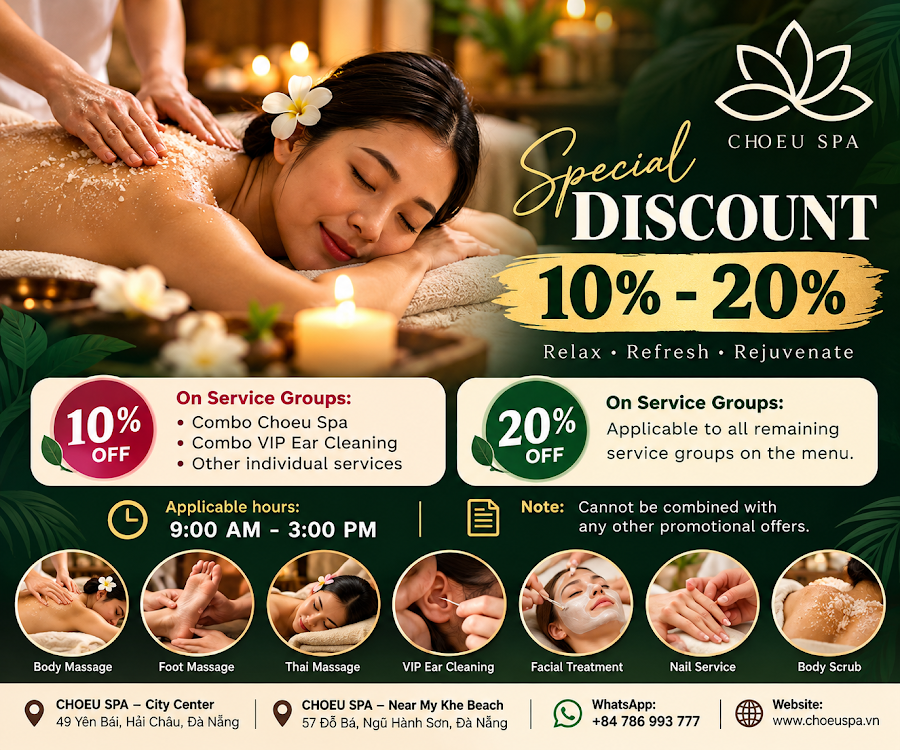 CHOEU SPA
Special
DISCOUNT
10% - 20%
Relax • Refresh • Rejuvenate
10%
OFF
On Service Groups:
• Combo Choeu Spa
• Combo VIP Ear Cleaning
• Other individual services
20%
OFF
On Service Groups:
Applicable to all remaining
service groups on the menu.
Applicable hours:
9:00 AM – 3:00 PM
Note: Cannot be combined with
any other promotional offers.
Body Massage
Foot Massage
Thai Massage
VIP Ear Cleaning
Facial Treatment
Nail Service
Body Scrub
CHOEU SPA – City Center
49 Yên Bái, Hải Châu, Đà Nẵng
CHOEU SPA – Near My Khe Beach
57 Đỗ Bá, Ngũ Hành Sơn, Đà Nẵng
WhatsApp:
+84 786 993 777
Website:
www.choeuspa.vn